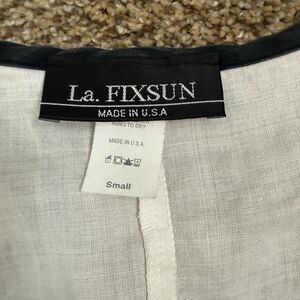 La. FIXSUN
MADE IN U.S.A
HANG TO DRY
MADE IN U.S.A
Small